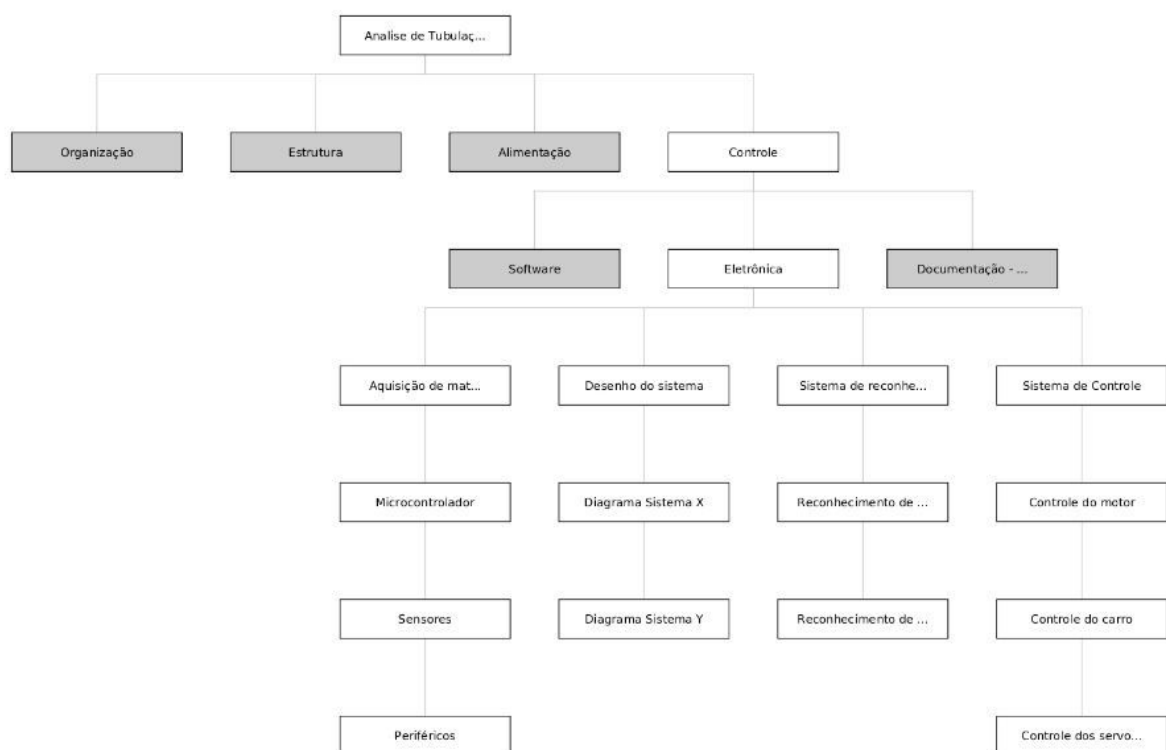 Analise de Tubulaç...
Organização
Estrutura
Alimentação
Controle
Software
Eletrônica
Documentação - ...
Aquisição de mat...
Desenho do sistema
Sistema de reconhe...
Sistema de Controle
Microcontrolador
Diagrama Sistema X
Reconhecimento de ...
Controle do motor
Sensores
Diagrama Sistema Y
Reconhecimento de ...
Controle do carro
Periféricos
Controle dos servo...